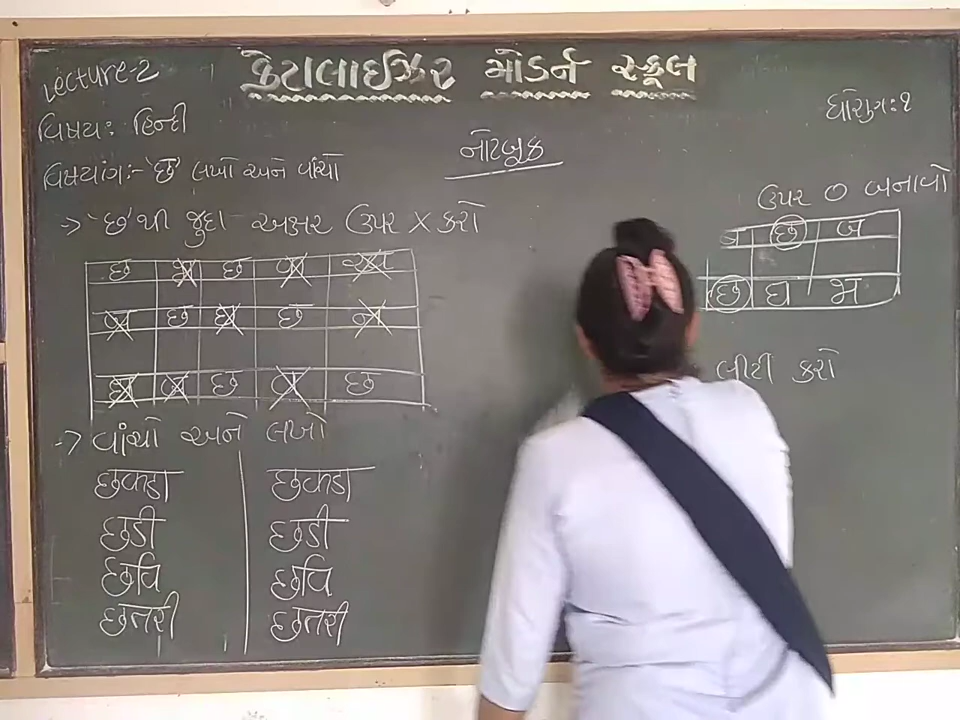 Lecture-2
ક્રેટાલાઇઝર મોડર્ન સ્કૂલ
વિષય: હિન્દી
ધોરણ: ૧
નોટબૂક
વિષયાંગ:- 'छ' લખો અને વાંચો
→ 'छ' થી જુદા અક્ષર ઉપર X કરો
छ छ
छ छ
छ छ
→ વાંચો અને લખો
छकडा छकडा
छडी छडी
छवि छवि
छतरी छतरी
ઉપર O બનાવો
छ ज
छ घ भ
લીટી કરો